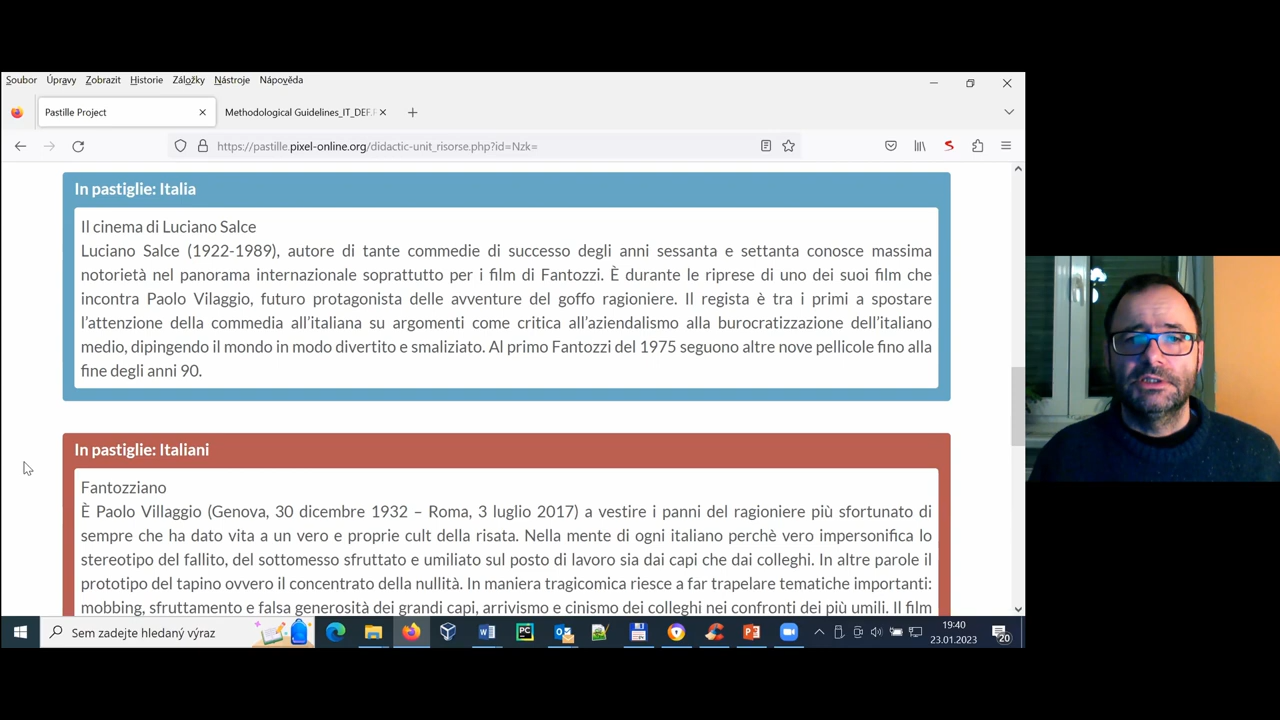 Soubor Úpravy Zobrazit Historie Záložky Nástroje Nápověda
Pastille Project
Methodological Guidelines_IT_DEF.
https://pastille.pixel-online.org/didactic-unit_risorse.php?id=Nzk=
In pastiglie: Italia
Il cinema di Luciano Salce
Luciano Salce (1922-1989), autore di tante commedie di successo degli anni sessanta e settanta conosce massima
notorietà nel panorama internazionale soprattutto per i film di Fantozzi. È durante le riprese di uno dei suoi film che
incontra Paolo Vilaggio, futuro protagonista delle avventure del goffo ragioniere. Il regista è tra i primi a spostare
l'attenzione della commedia all'italiana su argomenti come critica all'aziendalismo alla burocratizzazione dell'italiano
medio, dipingendo il mondo in modo divertito e smaliziato. Al primo Fantozzi del 1975 seguono altre nove pellicole fino alla
fine degli anni 90.
In pastiglie: Italiani
Fantozziano
È Paolo Villaggio (Genova, 30 dicembre 1932 – Roma, 3 luglio 2017) a vestire i panni del ragioniere più sfortunato di
sempre che ha dato vita a un vero e proprie cult della risata. Nella mente di ogni italiano perchè vero impersonifica lo
stereotipo del fallito, del sottomesso sfruttato e umiliato sul posto di lavoro sia dai capi che dai colleghi. In altre parole il
prototipo del tapino ovvero il concentrato della nullità. In maniera tragicomica riesce a far trapelare tematiche importanti:
mobbing, sfruttamento e falsa generosità dei grandi capi, arrivismo e cinismo dei colleghi nei confronti dei più umili. Il film
Sem zadejte hledaný výraz
19:40
23.01.2023
20